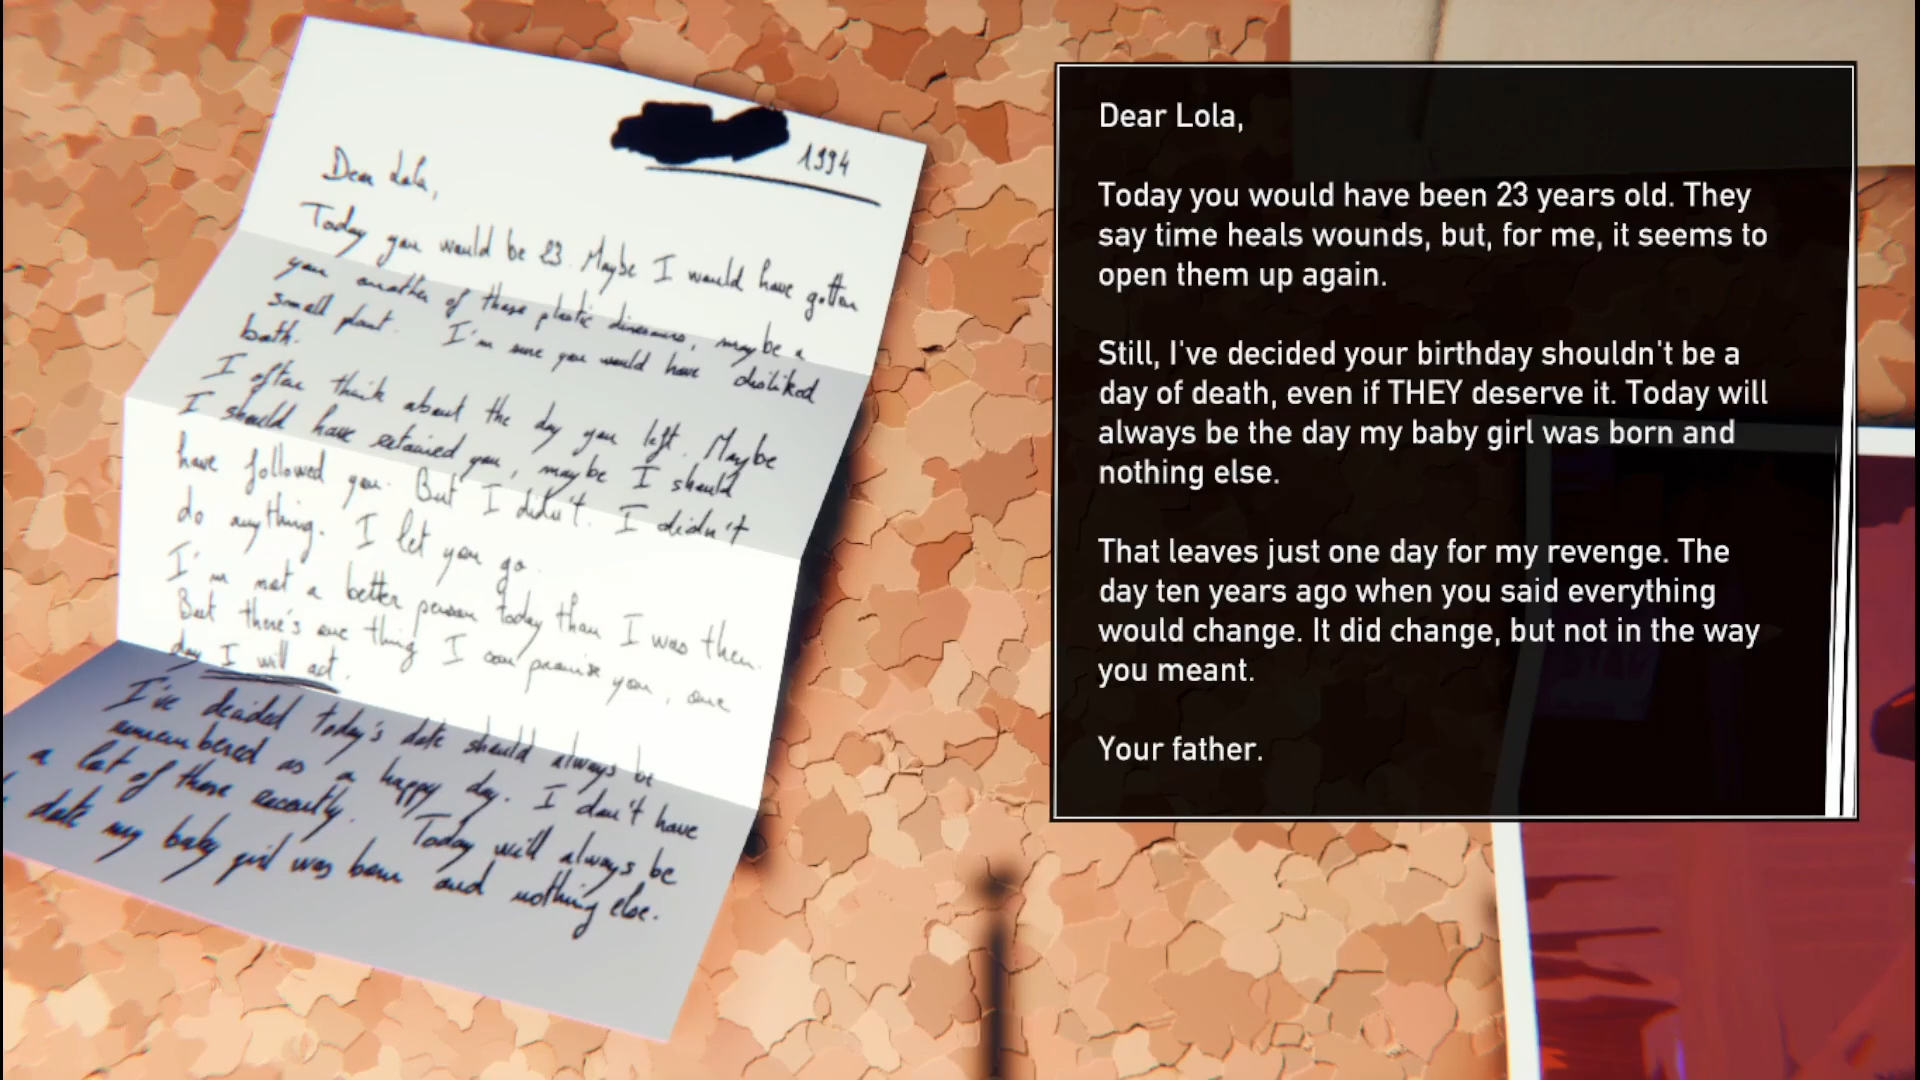 1994
Dear Lola,
Today you would be 23. Maybe I would have gotten
you another of these plastic dinosaurs, maybe a
small plant. I'm sure you would have disliked
both.
I often think about the day you left. Maybe
I should have retained you, maybe I should
have followed you. But I didn't. I didn't
do anything. I let you go.
I'm not a better person today than I was then.
But there's one thing I can promise you, one
day I will act.
I've decided today's date should always be
remembered as a happy day. I don't have
a lot of those recently. Today will always be
date my baby girl was born and nothing else.
Dear Lola,
Today you would have been 23 years old. They
say time heals wounds, but, for me, it seems to
open them up again.
Still, I've decided your birthday shouldn't be a
day of death, even if THEY deserve it. Today will
always be the day my baby girl was born and
nothing else.
That leaves just one day for my revenge. The
day ten years ago when you said everything
would change. It did change, but not in the way
you meant.
Your father.